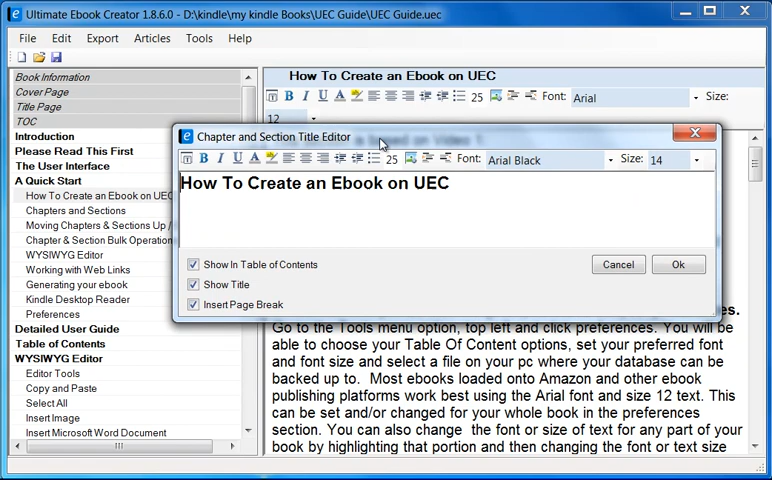 Ultimate Ebook Creator 1.8.6.0 - D:\kindle\my kindle Books\UEC Guide\UEC Guide.uec
File Edit Export Articles Tools Help
Book Information
Cover Page
Title Page
TOC
Introduction
Please Read This First
The User Interface
A Quick Start
How To Create an Ebook on UEC
Chapters and Sections
Moving Chapters & Sections Up /
Chapter & Section Bulk Operation
WYSIWYG Editor
Working with Web Links
Generating your ebook
Kindle Desktop Reader
Preferences
Detailed User Guide
Table of Contents
WYSIWYG Editor
Editor Tools
Copy and Paste
Select All
Insert Image
Insert Microsoft Word Document
How To Create an Ebook on UEC
B I U A 25 Font: Arial Size:
12
Chapter and Section Title Editor
B I U A 25 Font: Arial Black Size: 14
How To Create an Ebook on UEC
Show In Table of Contents
Show Title
Insert Page Break
Cancel Ok
Go to the Tools menu option, top left and click preferences. You will
be able to choose your Table Of Content options, set your preferred font
and font size and select a file on your pc where your database can be
backed up to. Most ebooks loaded onto Amazon and other ebook
publishing platforms work best using the Arial font and size 12 text. This
can be set and/or changed for your whole book in the preferences
section. You can also change the font or size of text for any part of your
book by highlighting that portion and then changing the font or text size